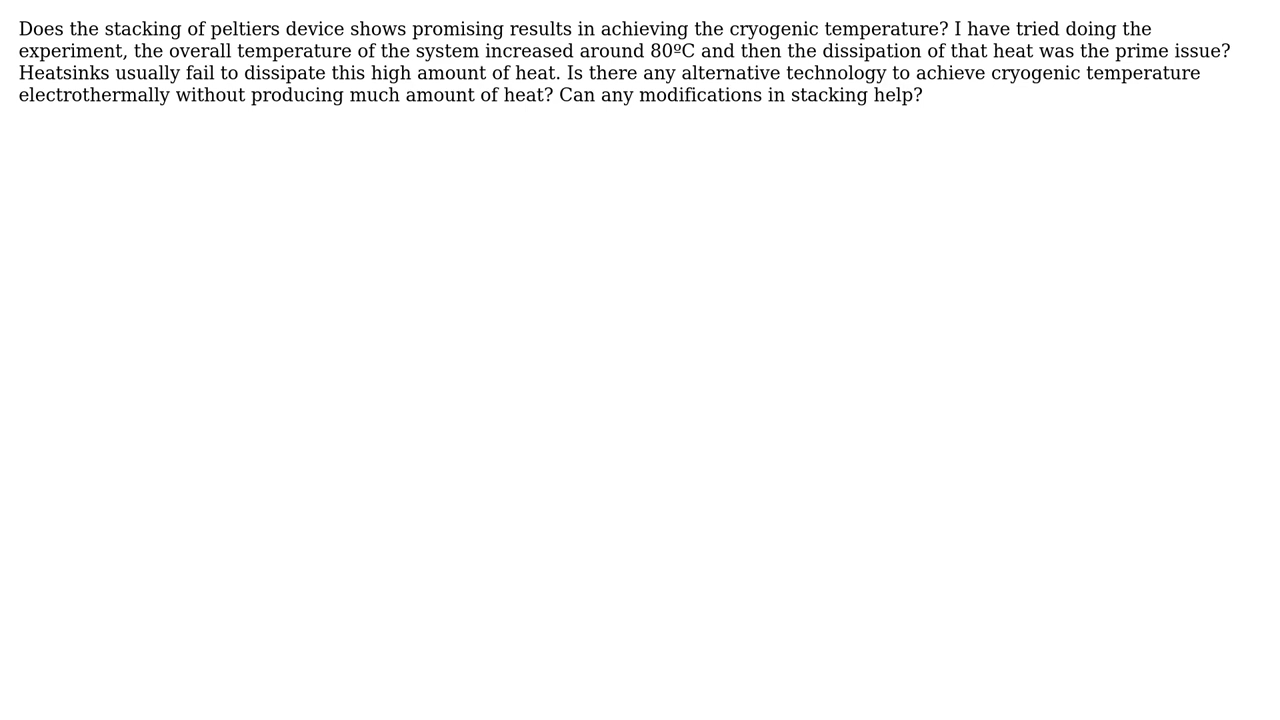 Does the stacking of peltiers device shows promising results in achieving the cryogenic temperature? I have tried doing the
experiment, the overall temperature of the system increased around 80ºC and then the dissipation of that heat was the prime issue?
Heatsinks usually fail to dissipate this high amount of heat. Is there any alternative technology to achieve cryogenic temperature
electrothermally without producing much amount of heat? Can any modifications in stacking help?